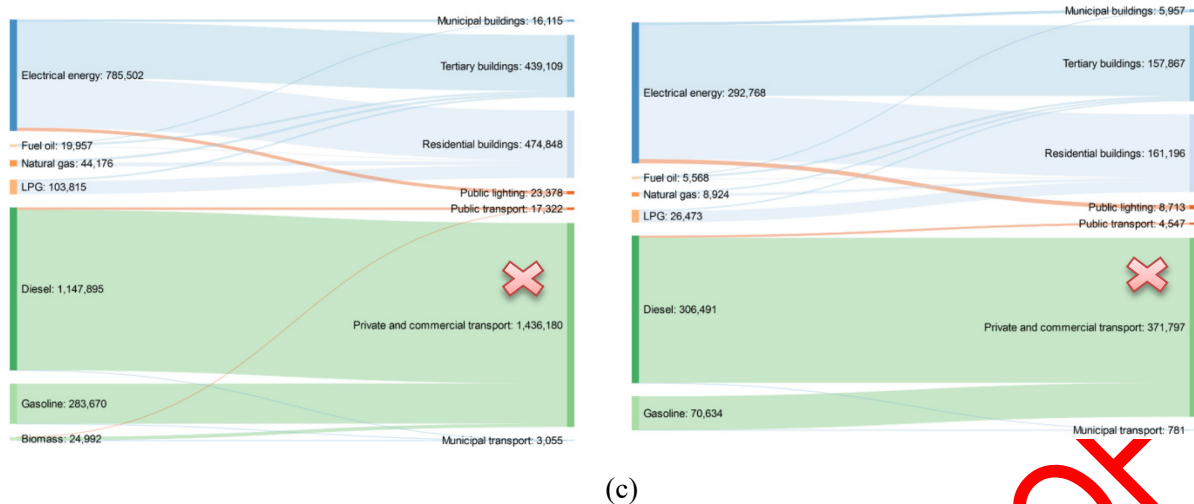 Municipal buildings: 16,115
Electrical energy: 785,502
Tertiary buildings: 439,109
Fuel oil: 19,957
Residential buildings: 474,848
Natural gas: 44,176
LPG: 103,815
Public lighting: 23,378
Public transport: 17,322
Diesel: 1,147,895
Private and commercial transport: 1,436,180
Gasoline: 283,670
Biomass: 24,992
Municipal transport: 3,055
Municipal buildings: 5,957
Tertiary buildings: 157,867
Electrical energy: 292,768
Residential buildings: 161,196
Fuel oil: 5,568
Natural gas: 8,924
LPG: 26,473
Public lighting: 8,713
Public transport: 4,547
Diesel: 306,491
Private and commercial transport: 371,797
Gasoline: 70,634
Municipal transport: 781
(c)